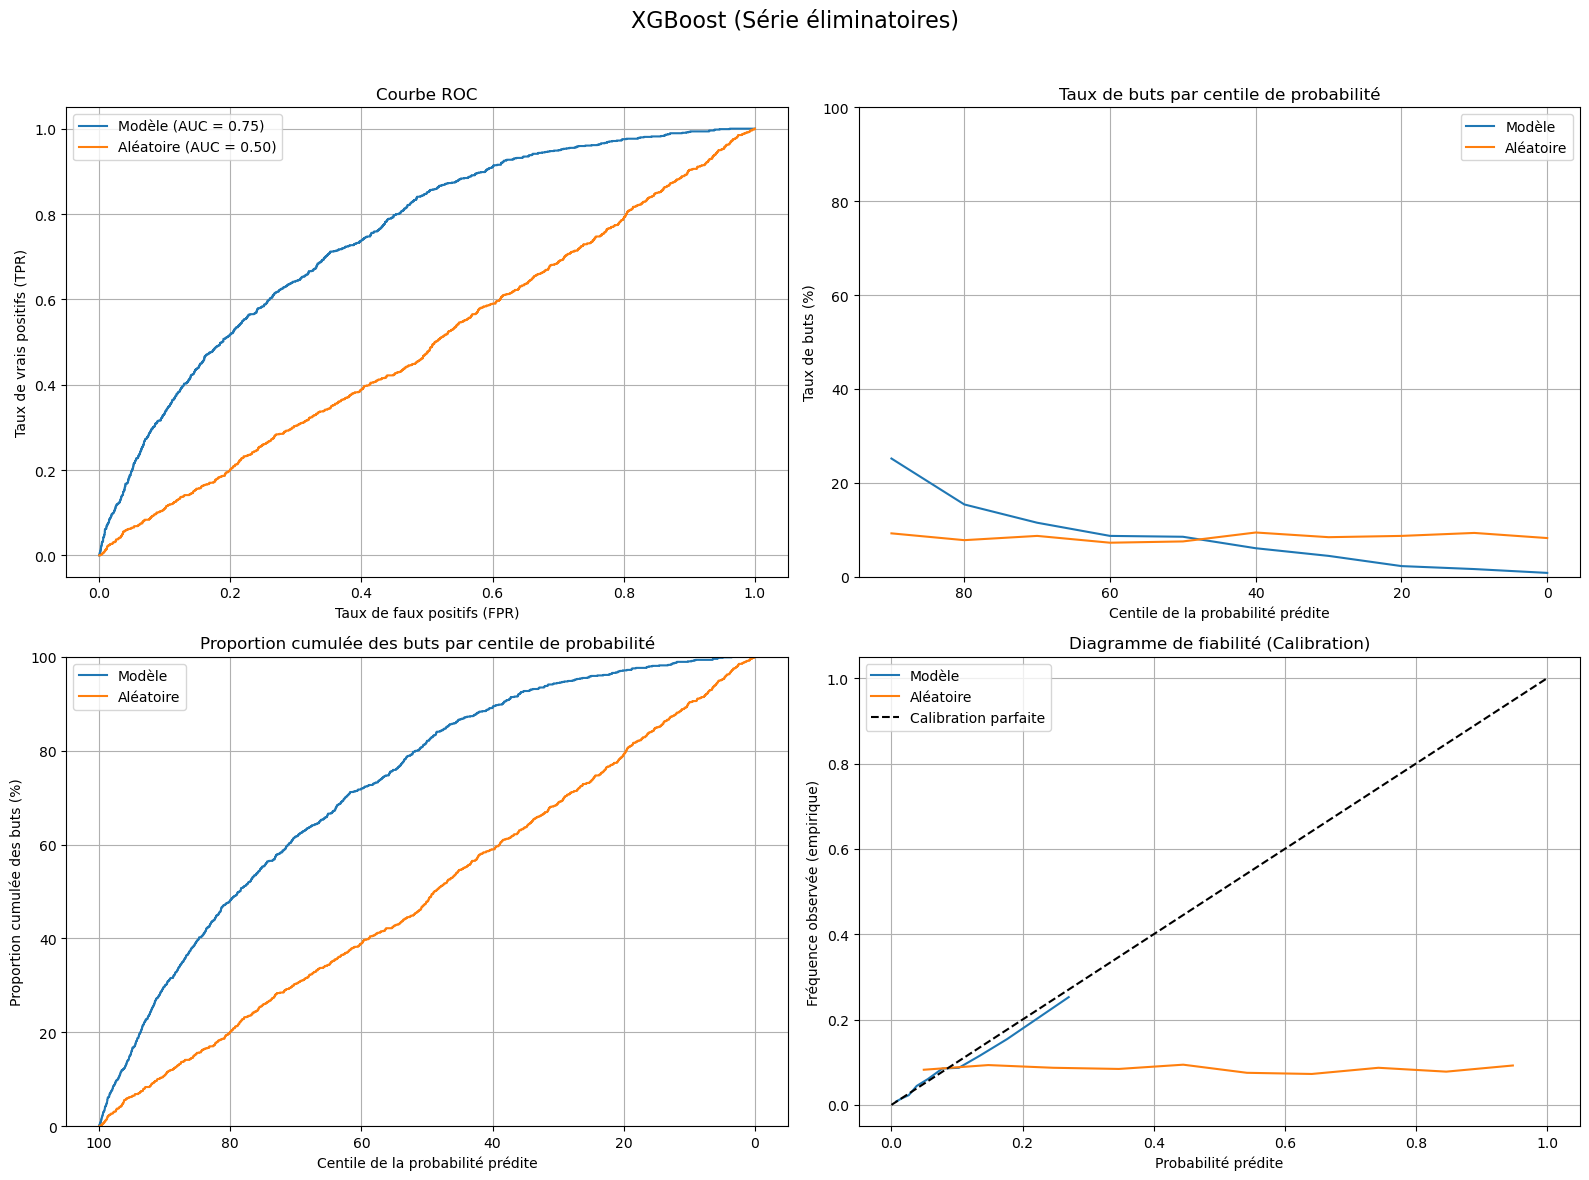 XGBoost (Série éliminatoires)
Courbe ROC
Modèle (AUC = 0.75)
Aléatoire (AUC = 0.50)
1.0
0.8
0.6
0.4
0.2
0.0
Taux de vrais positifs (TPR)
0.0 0.2 0.4 0.6 0.8 1.0
Taux de faux positifs (FPR)
Taux de buts par centile de probabilité
Modèle
Aléatoire
100
80
60
40
20
0
Taux de buts (%)
80 60 40 20 0
Centile de la probabilité prédite
Proportion cumulée des buts par centile de probabilité
Modèle
Aléatoire
100
80
60
40
20
0
Proportion cumulée des buts (%)
100 80 60 40 20 0
Centile de la probabilité prédite
Diagramme de fiabilité (Calibration)
Modèle
Aléatoire
Calibration parfaite
1.0
0.8
0.6
0.4
0.2
0.0
Fréquence observée (empirique)
0.0 0.2 0.4 0.6 0.8 1.0
Probabilité prédite